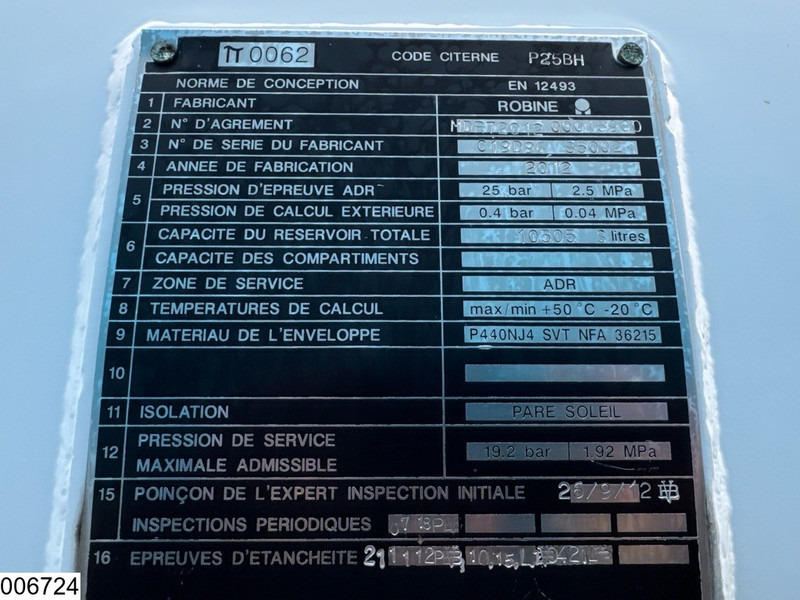 π 0062 CODE CITERNE P25BH
NORME DE CONCEPTION EN 12493
1 FABRICANT ROBINE
2 N° D'AGREMENT
3 N° DE SERIE DU FABRICANT
4 ANNEE DE FABRICATION 2012
5 PRESSION D'EPREUVE ADR 25 bar 2.5 MPa
PRESSION DE CALCUL EXTERIEURE 0.4 bar 0.04 MPa
6 CAPACITE DU RESERVOIR TOTALE litres
CAPACITE DES COMPARTIMENTS
7 ZONE DE SERVICE ADR
8 TEMPERATURES DE CALCUL max/min +50°C -20°C
9 MATERIAU DE L'ENVELOPPE P440NJ4 SVT NFA 36215
10
11 ISOLATION PARE SOLEIL
12 PRESSION DE SERVICE
MAXIMALE ADMISSIBLE 19.2 bar 1.92 MPa
15 POINÇON DE L'EXPERT INSPECTION INITIALE 26/9/12
INSPECTIONS PERIODIQUES
16 EPREUVES D'ETANCHEITE
006724